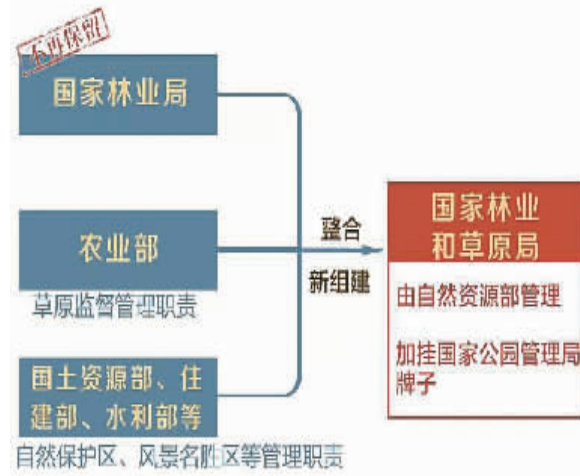 不再保留
国家林业局
农业部
草原监督管理职责
国土资源部、住
建部、水利部等
自然保护区、风景名胜区等管理职责
整合
新组建
国家林业
和草原局
由自然资源部管理
加挂国家公园管理局
牌子